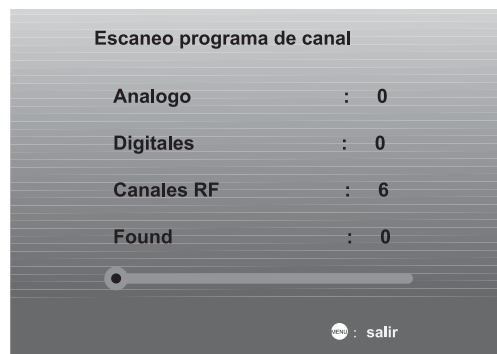 Escaneo programa de canal
Analogo : 0
Digitales : 0
Canales RF : 6
Found : 0
MENU : salir